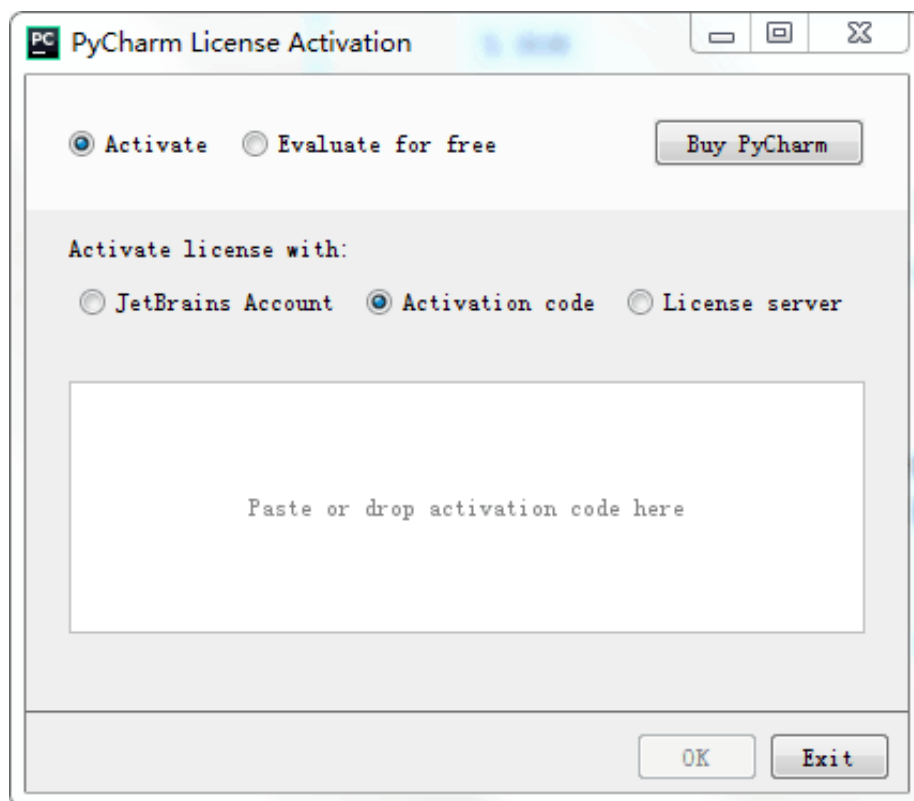 PC PyCharm License Activation
Activate Evaluate for free Buy PyCharm
Activate license with:
JetBrains Account Activation code License server
Paste or drop activation code here
OK Exit